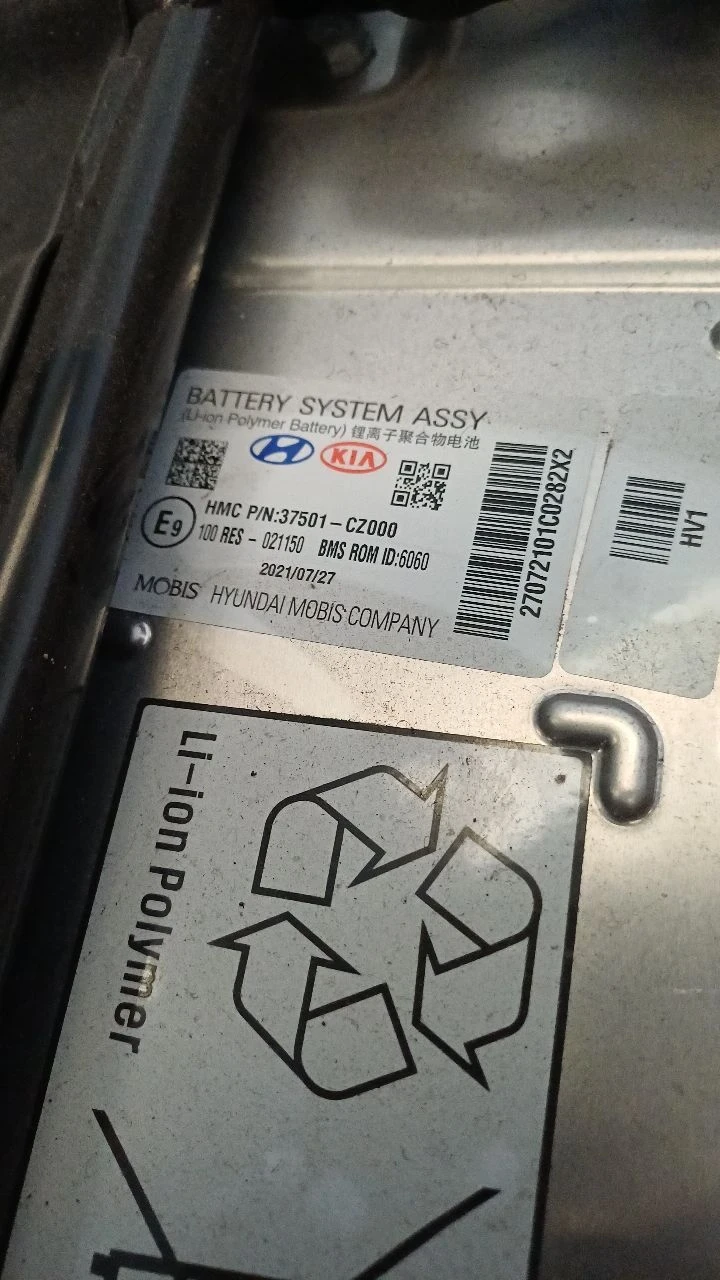 BATTERY SYSTEM ASSY
(Li-ion Polymer Battery) 锂离子聚合物电池
KIA
E9
HMC P/N:37501-CZ000
100 RES - 021150 BMS ROM ID:6060
2021/07/27
MOBIS HYUNDAI MOBIS COMPANY
27072101C0282X2
HV1
Li-ion Polymer